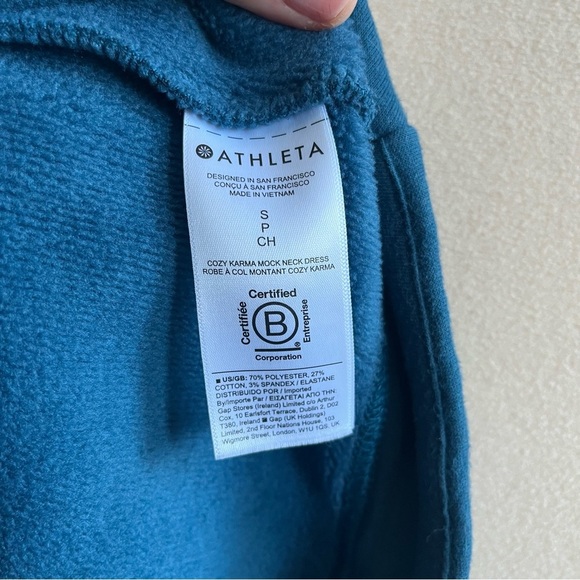 ATHLETA
DESIGNED IN SAN FRANCISCO
CONÇU À SAN FRANCISCO
MADE IN VIETNAM
S
P
CH
COZY KARMA MOCK NECK DRESS
ROBE À COL MONTANT COZY KARMA
Certified
Certifiée
B
Entreprise
®
Corporation
■ US/GB: 70% POLYESTER, 27%
COTTON, 3% SPANDEX / ELASTANE
DISTRIBUIDO POR / Imported
By/Importe Par / ΕΙΣΑΓΕΤΑΙ ΑΠΟ ΤΗΝ
Gap Stores (Ireland) Limited c/o Arthur
Cox, 10 Earlsfort Terrace, Dublin 2, D02
T380, Ireland ■ Gap (UK Holdings)
Limited, 2nd Floor Nations House, 103
Wigmore Street, London, W1U 1QS. UK